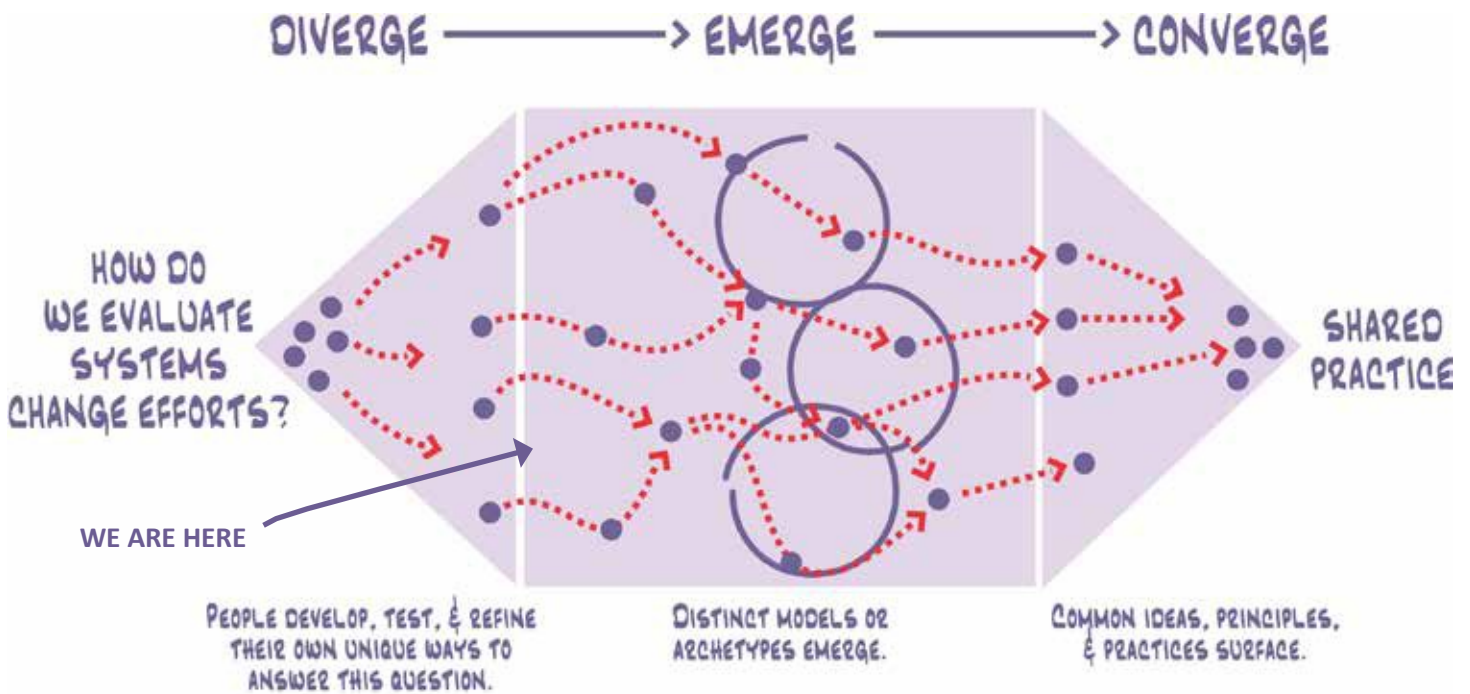 DIVERGE EMERGE CONVERGE
HOW DO
WE EVALUATE
SYSTEMS
CHANGE EFFORTS?
SHARED
PRACTICE
WE ARE HERE
PEOPLE DEVELOP, TEST, & REFINE
THEIR OWN UNIQUE WAYS TO
ANSWER THIS QUESTION.
DISTINCT MODELS OR
ARCHETYPES EMERGE.
COMMON IDEAS, PRINCIPLES,
& PRACTICES SURFACE.